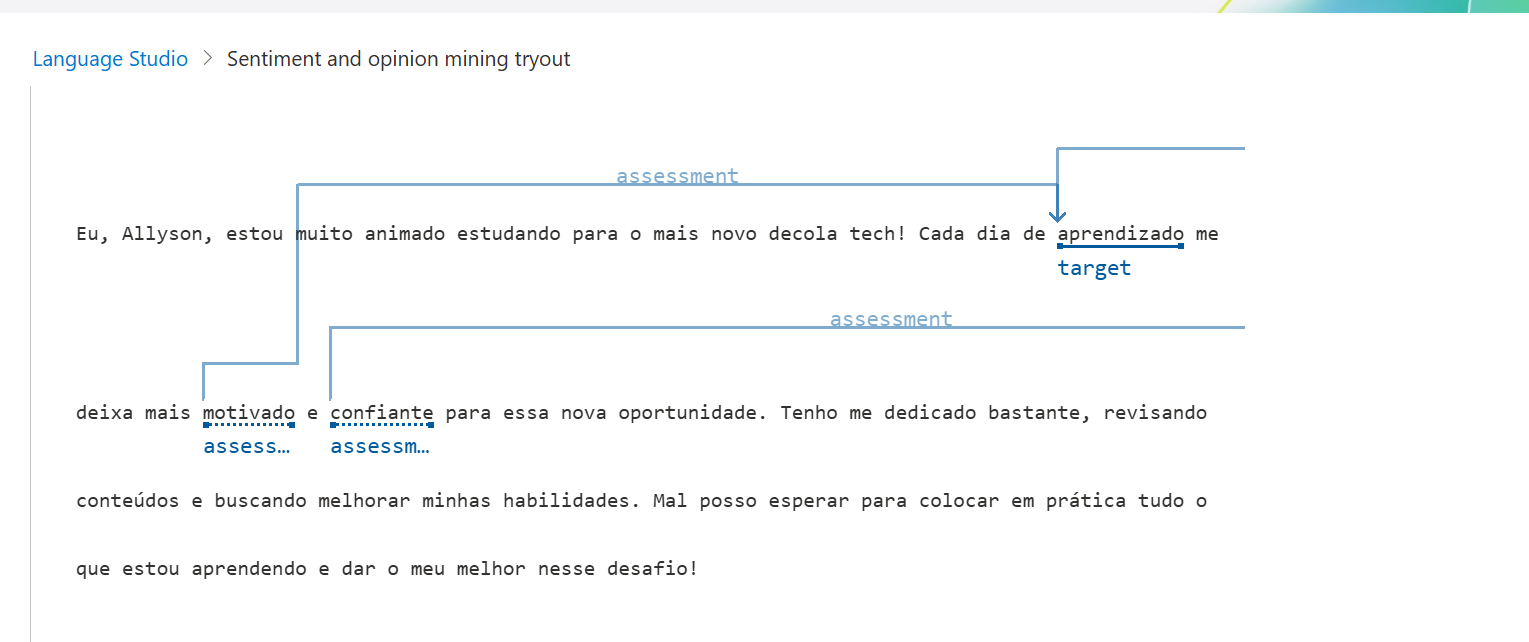 Language Studio > Sentiment and opinion mining tryout
assessment
Eu, Allyson, estou muito animado estudando para o mais novo decola tech! Cada dia de aprendizado me
target
assessment
deixa mais motivado e confiante para essa nova oportunidade. Tenho me dedicado bastante, revisando
assess… assessm…
conteúdos e buscando melhorar minhas habilidades. Mal posso esperar para colocar em prática tudo o
que estou aprendendo e dar o meu melhor nesse desafio!